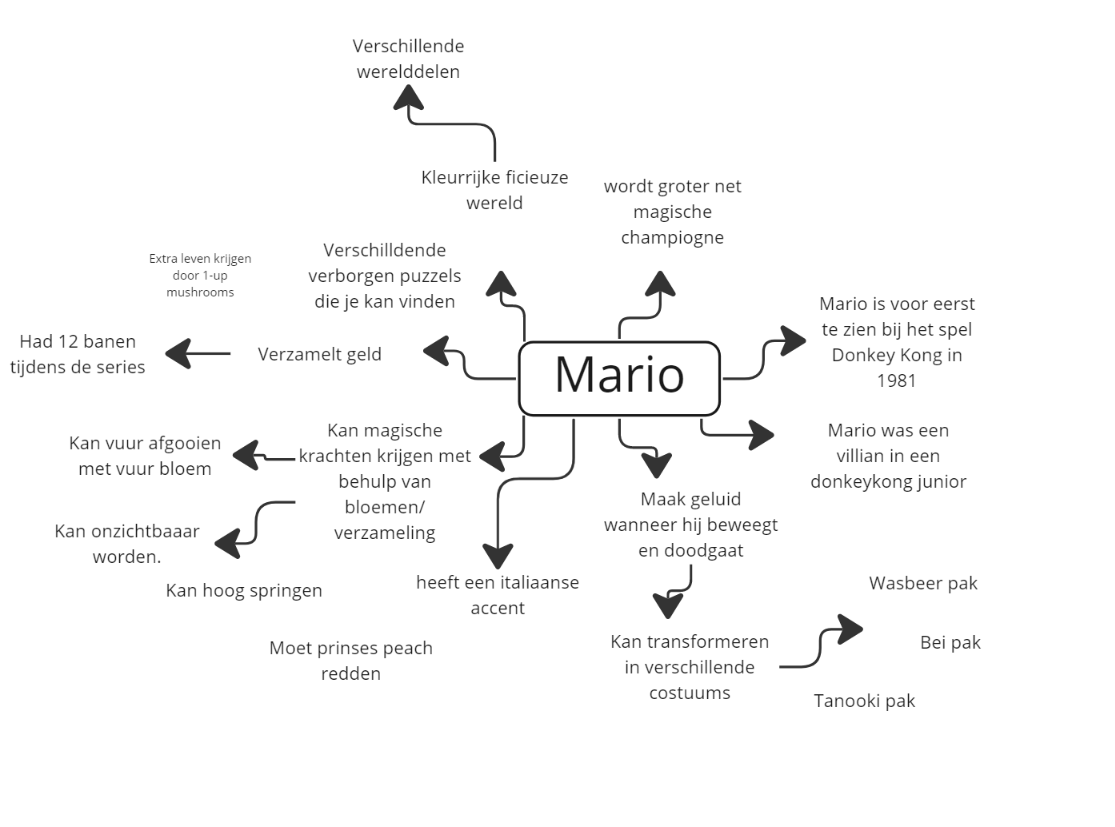 Verschillende
werelddelen
Kleurrijke ficieuze
wereld
wordt groter net
magische
champiogne
Extra leven krijgen
door 1-up
mushrooms
Verschilldende
verborgen puzzels
die je kan vinden
Mario is voor eerst
te zien bij het spel
Donkey Kong in
1981
Had 12 banen
tijdens de series
Verzamelt geld
Mario
Kan vuur afgooien
met vuur bloem
Kan magische
krachten krijgen met
behulp van
bloemen/
verzameling
Mario was een
villian in een
donkeykong junior
Kan onzichtbaaar
worden.
Maak geluid
wanneer hij beweegt
en doodgaat
Kan hoog springen
heeft een italiaanse
accent
Wasbeer pak
Moet prinses peach
redden
Kan transformeren
in verschillende
costuums
Bei pak
Tanooki pak